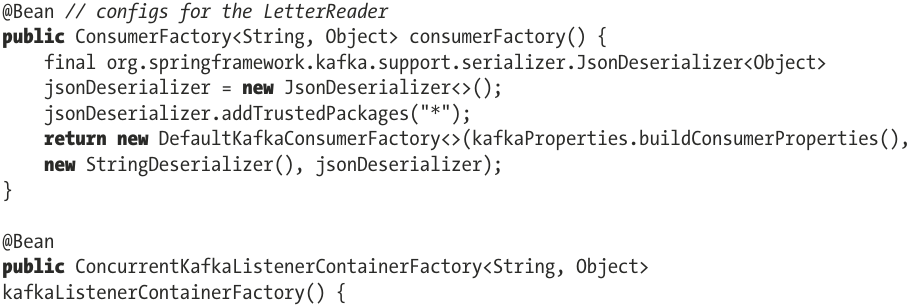 @Bean // configs for the LetterReader
public ConsumerFactory<String, Object> consumerFactory() {
    final org.springframework.kafka.support.serializer.JsonDeserializer<Object>
    jsonDeserializer = new JsonDeserializer<>();
    jsonDeserializer.addTrustedPackages("*");
    return new DefaultKafkaConsumerFactory<>(kafkaProperties.buildConsumerProperties(),
    new StringDeserializer(), jsonDeserializer);
}

@Bean
public ConcurrentKafkaListenerContainerFactory<String, Object>
kafkaListenerContainerFactory() {